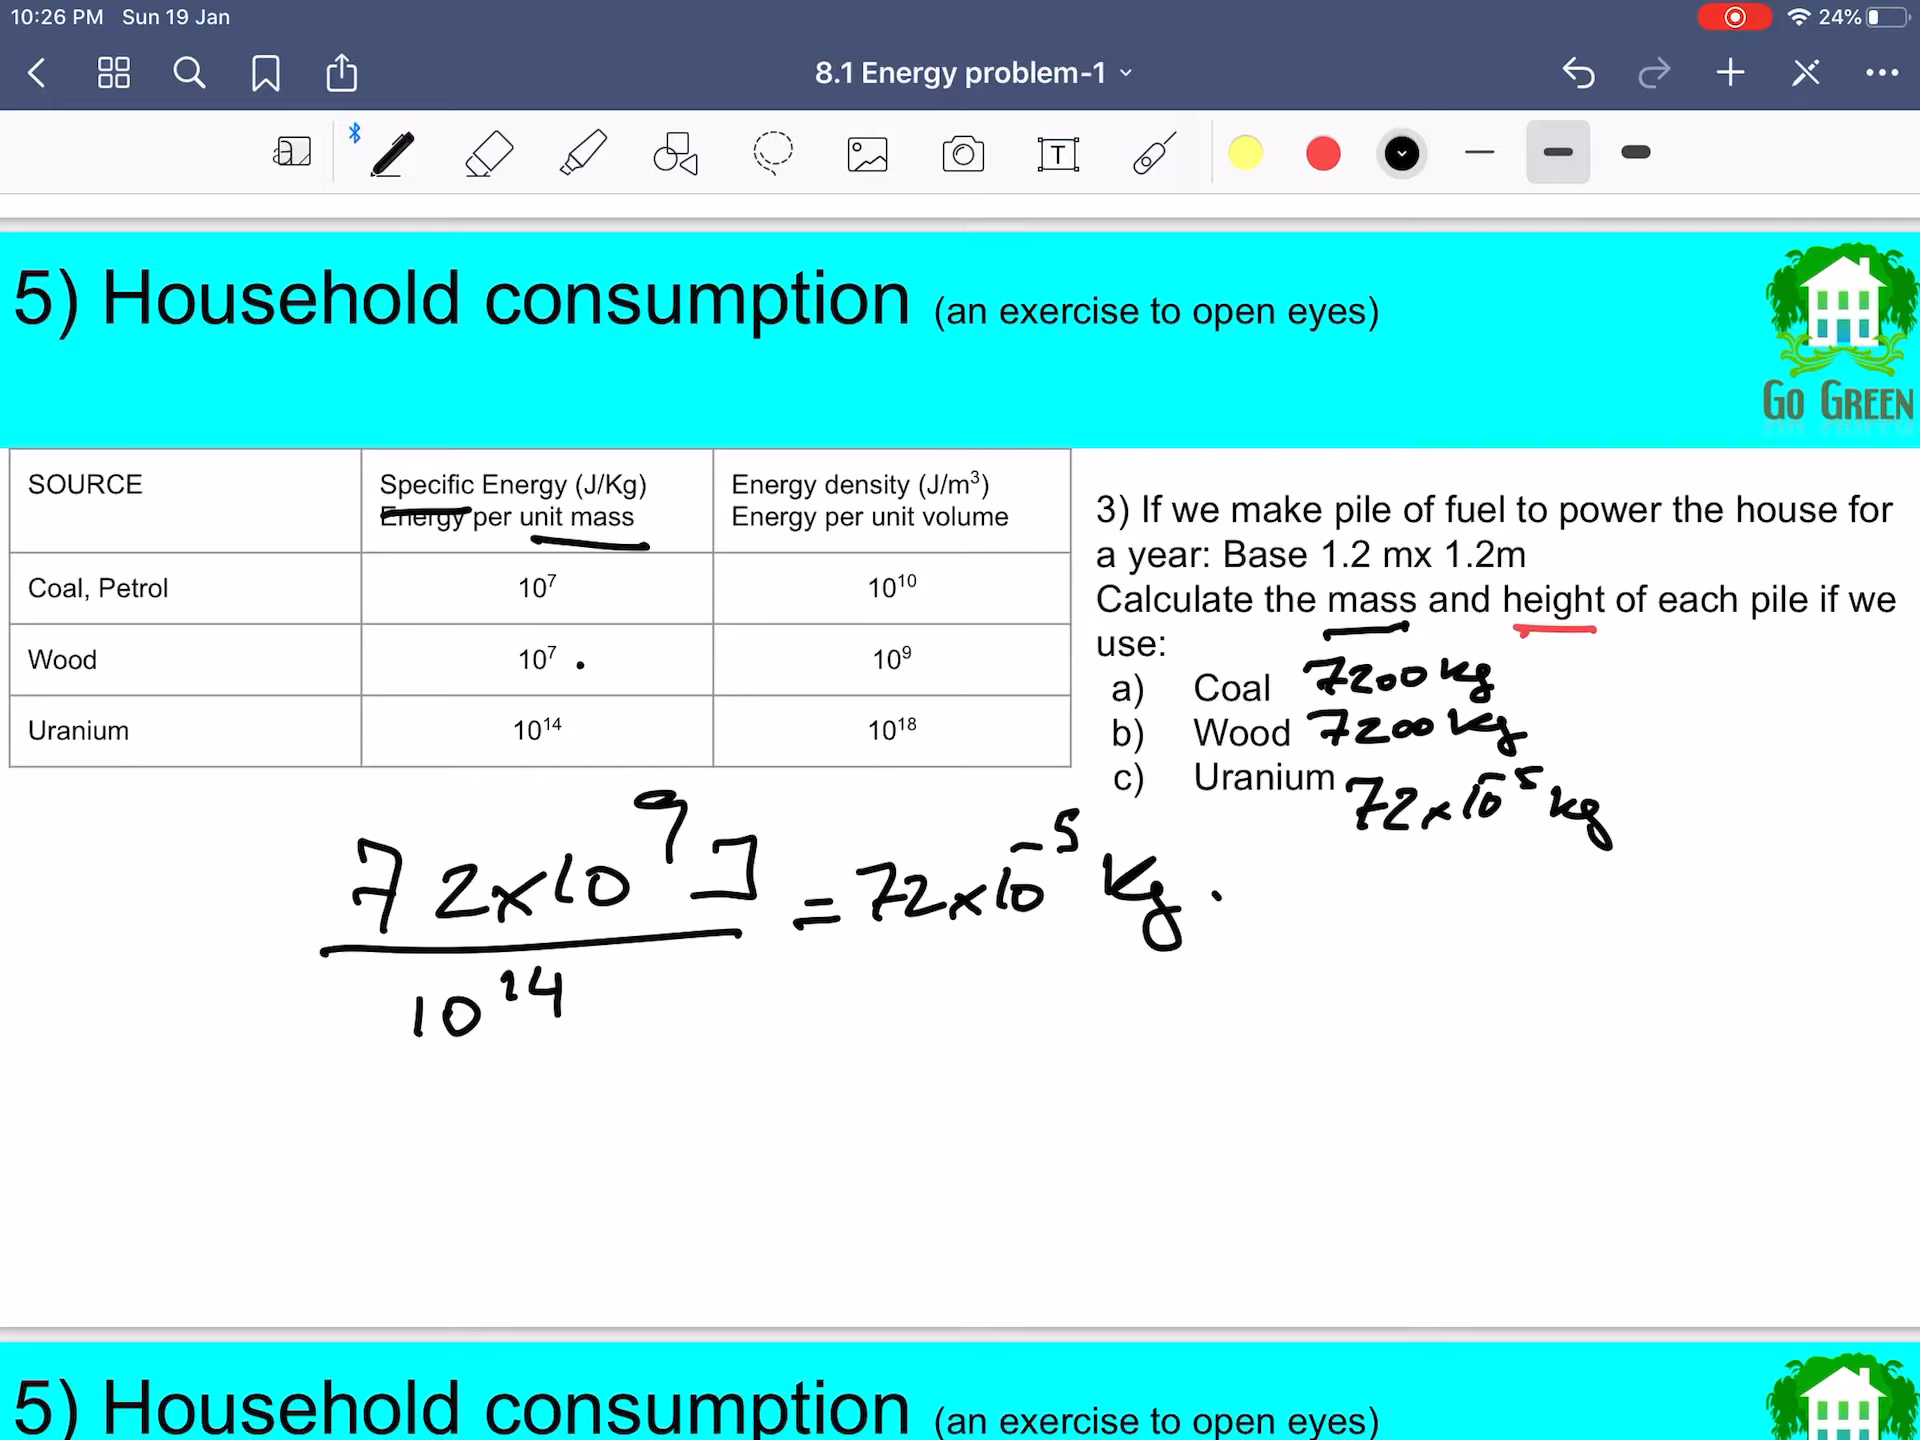 10:26 PM Sun 19 Jan
24%
8.1 Energy problem-1
a
T
5) Household consumption (an exercise to open eyes)
GO GREEN
SOURCE
Specific Energy (J/Kg)
Energy per unit mass
Energy density (J/m³)
Energy per unit volume
Coal, Petrol
10⁷
10¹⁰
Wood
10⁷ .
10⁹
Uranium
10¹⁴
10¹⁸
3) If we make pile of fuel to power the house for
a year: Base 1.2 mx 1.2m
Calculate the mass and height of each pile if we
use:
a) Coal 7200 kg
b) Wood 7200 kg
c) Uranium 72×10⁻⁵ kg
72×10⁹ J = 72×10⁻⁵ kg.
10¹⁴
5) Household consumption (an exercise to open eyes)